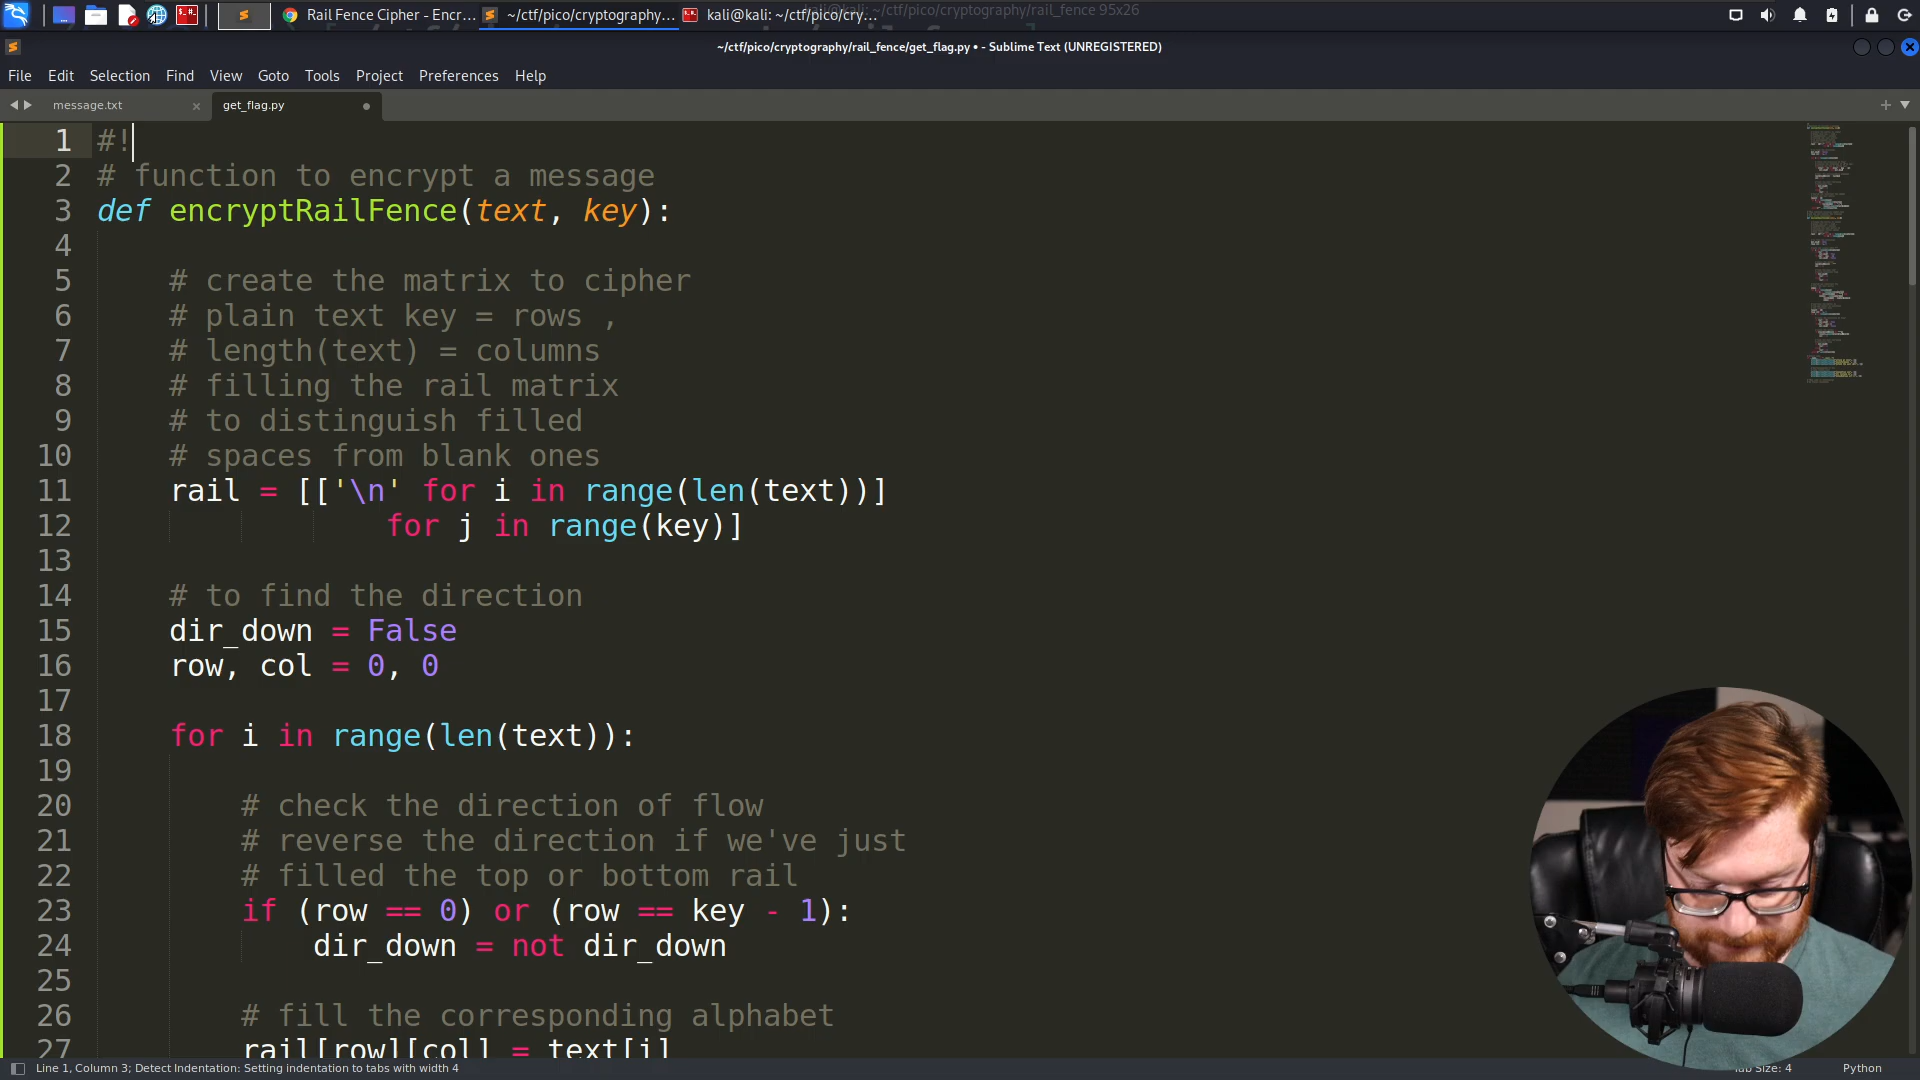 Rail Fence Cipher - Encr...
~/ctf/pico/cryptography...
kali@kali: ~/ctf/pico/cry...
kali@kali: ~/ctf/pico/cryptography/rail_fence 95x26
~/ctf/pico/cryptography/rail_fence/get_flag.py • - Sublime Text (UNREGISTERED)
File Edit Selection Find View Goto Tools Project Preferences Help
message.txt
get_flag.py
1 #!
2 # function to encrypt a message
3 def encryptRailFence(text, key):
4
5 # create the matrix to cipher
6 # plain text key = rows ,
7 # length(text) = columns
8 # filling the rail matrix
9 # to distinguish filled
10 # spaces from blank ones
11 rail = [['\n' for i in range(len(text))]
12 for j in range(key)]
13
14 # to find the direction
15 dir_down = False
16 row, col = 0, 0
17
18 for i in range(len(text)):
19
20 # check the direction of flow
21 # reverse the direction if we've just
22 # filled the top or bottom rail
23 if (row == 0) or (row == key - 1):
24 dir_down = not dir_down
25
26 # fill the corresponding alphabet
27 rail[row][col] = text[i]
Line 1, Column 3; Detect Indentation: Setting indentation to tabs with width 4
Tab Size: 4
Python